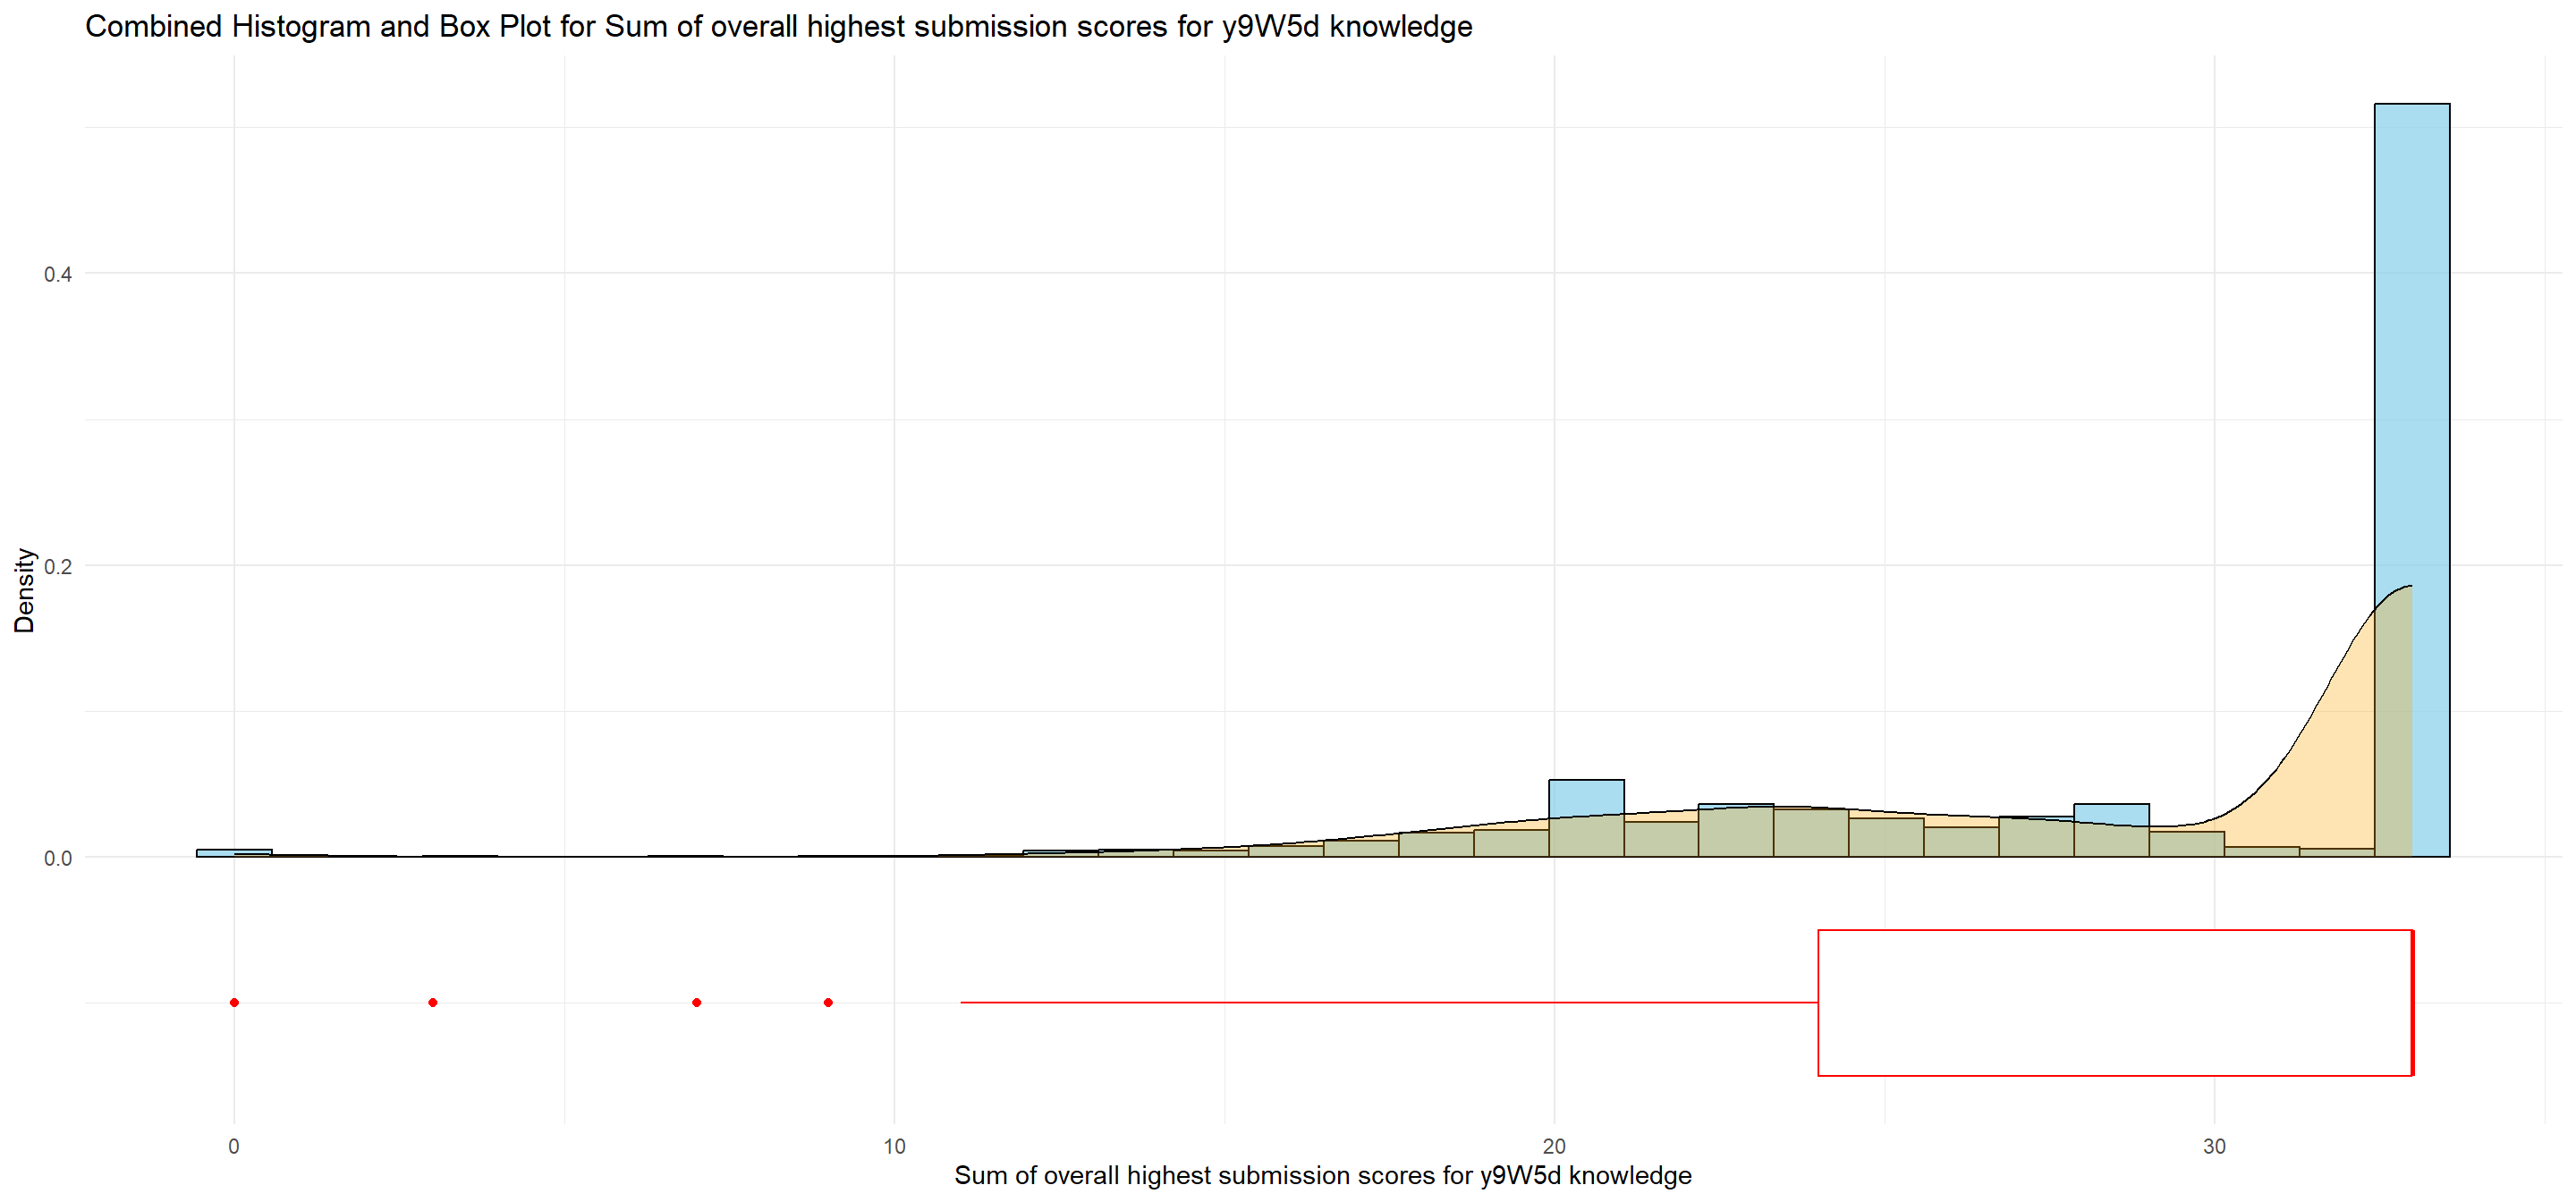 Combined Histogram and Box Plot for Sum of overall highest submission scores for y9W5d knowledge
Density
0.4
0.2
0.0
0
10
20
30
Sum of overall highest submission scores for y9W5d knowledge